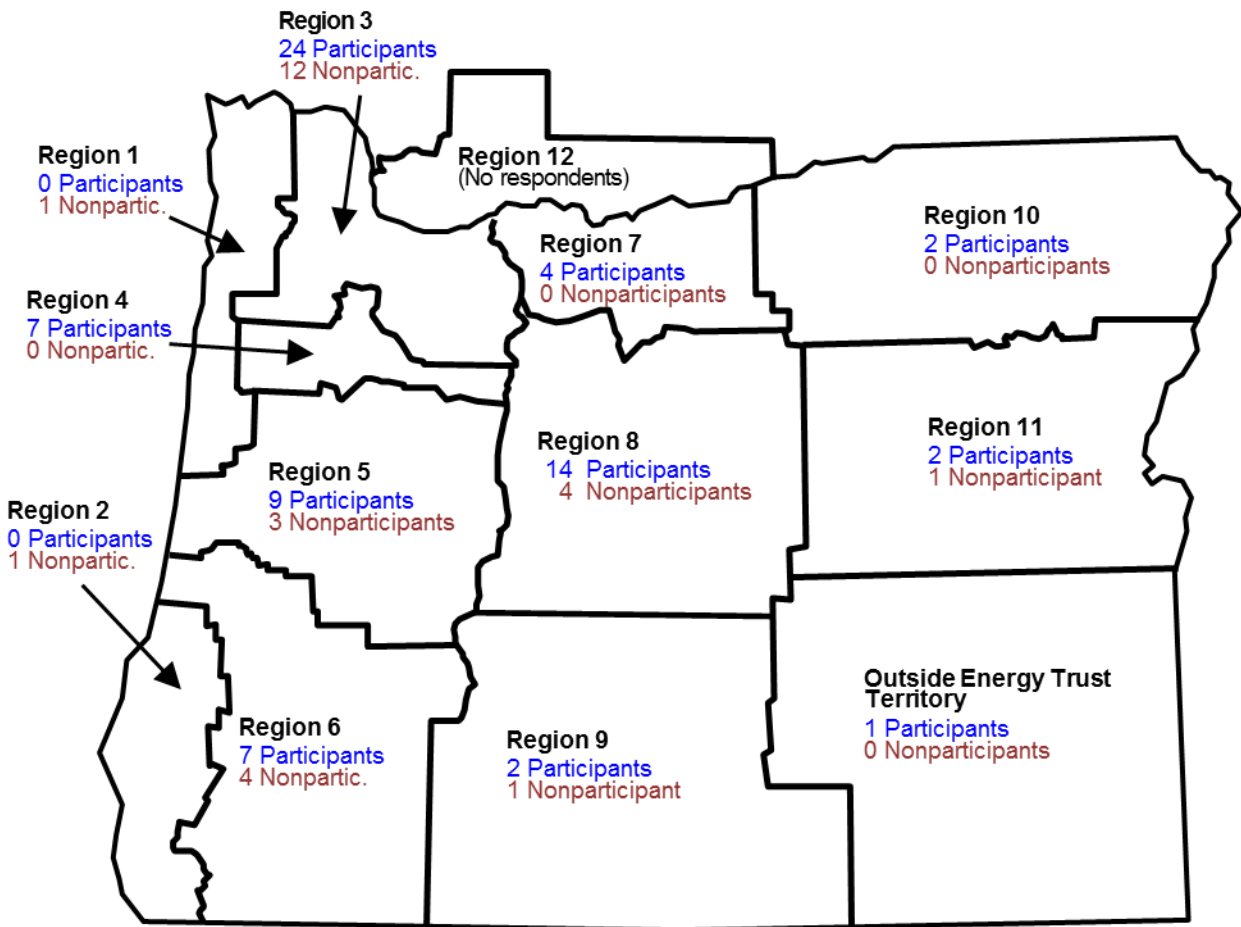 Region 3
24 Participants
12 Nonpartic.
Region 1
0 Participants
1 Nonpartic.
Region 12
(No respondents)
Region 7
4 Participants
0 Nonparticipants
Region 10
2 Participants
0 Nonparticipants
Region 4
7 Participants
0 Nonpartic.
Region 5
9 Participants
3 Nonparticipants
Region 8
14 Participants
4 Nonparticipants
Region 11
2 Participants
1 Nonparticipant
Region 2
0 Participants
1 Nonpartic.
Region 6
7 Participants
4 Nonpartic.
Region 9
2 Participants
1 Nonparticipant
Outside Energy Trust
Territory
1 Participants
0 Nonparticipants